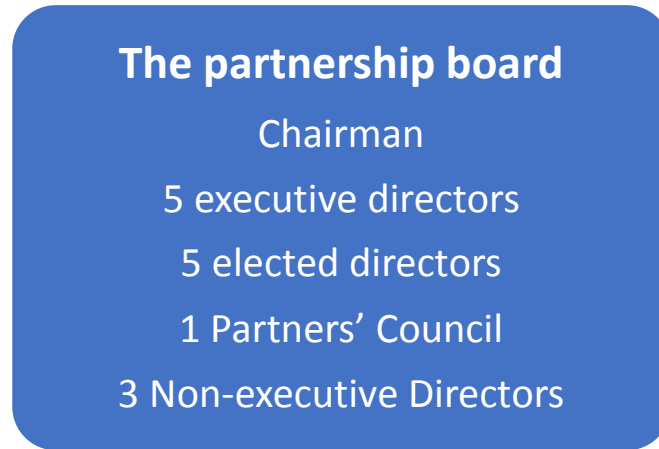 The partnership board
Chairman
5 executive directors
5 elected directors
1 Partners’ Council
3 Non-executive Directors